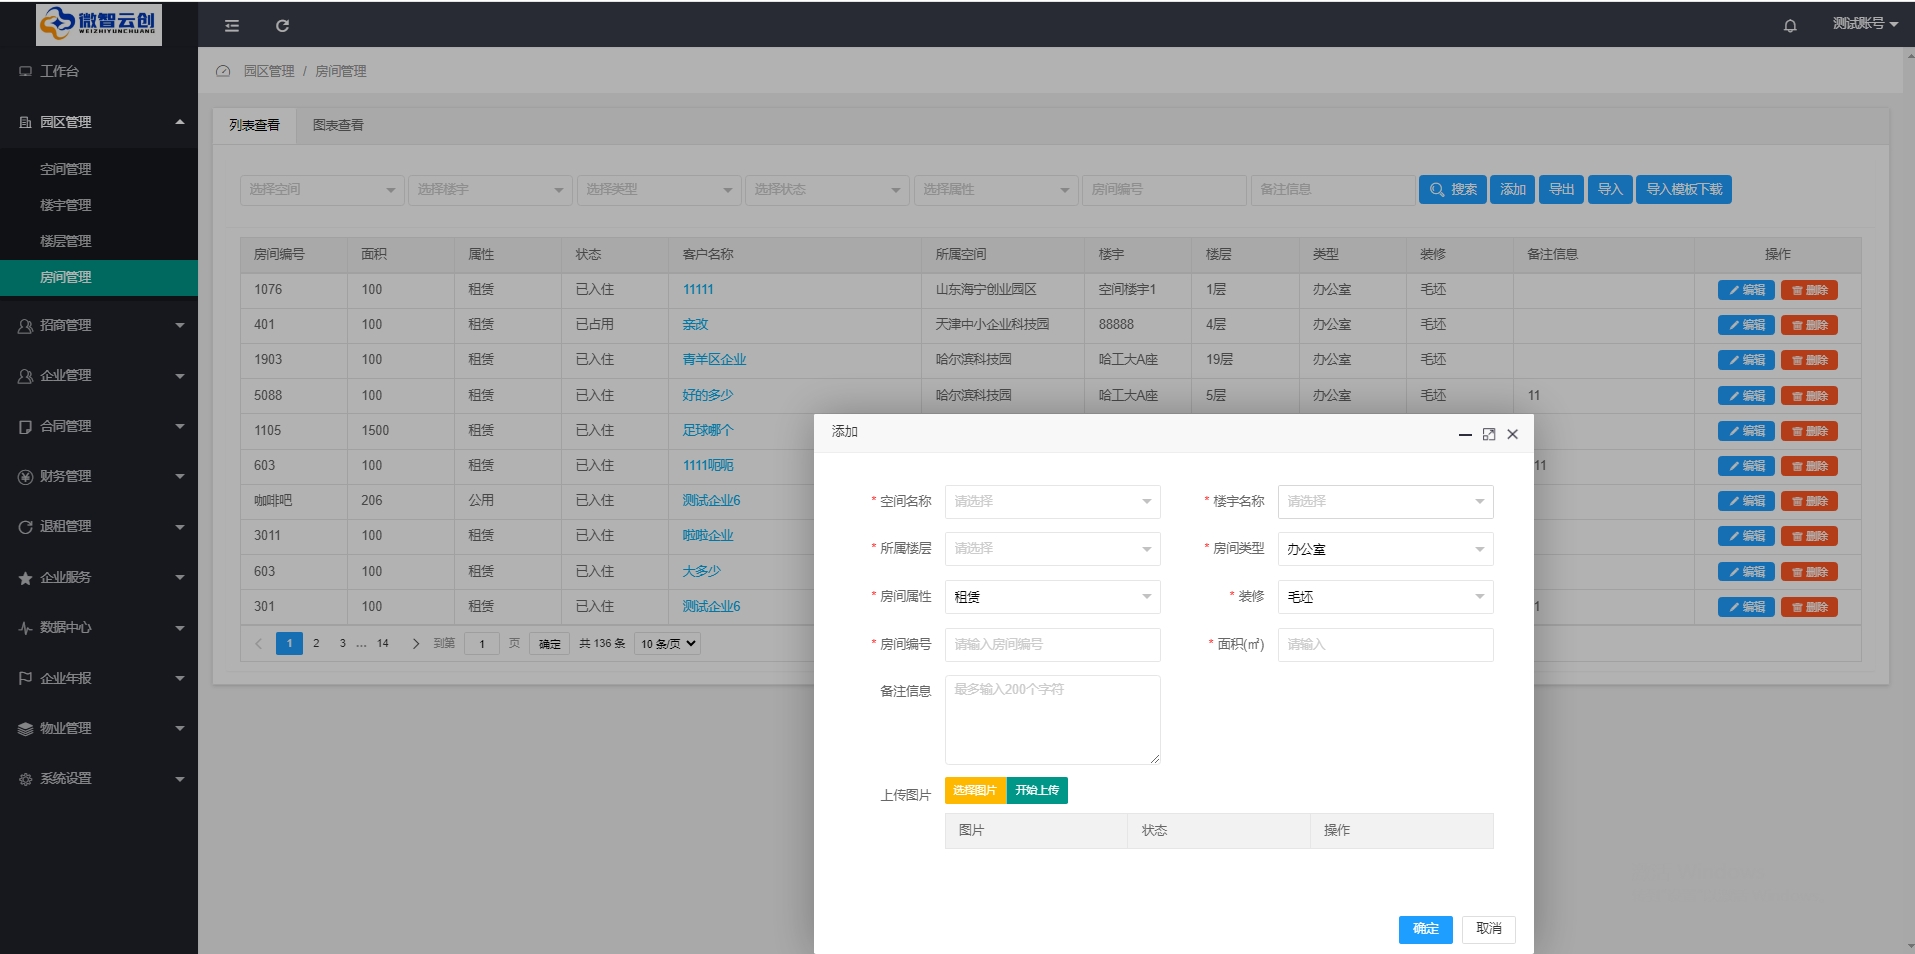 微智云创
WEIZHIYUNCHUANG
测试账号
工作台
园区管理
空间管理
楼宇管理
楼层管理
房间管理
招商管理
企业管理
合同管理
财务管理
退租管理
企业服务
数据中心
企业年报
物业管理
系统设置
园区管理 / 房间管理
列表查看 图表查看
选择空间 选择楼宇 选择类型 选择状态 选择属性 房间编号 备注信息 搜索 添加 导出 导入 导入模板下载
房间编号 面积 属性 状态 客户名称 所属空间 楼宇 楼层 类型 装修 备注信息 操作
1076 100 租赁 已入住 11111 山东海宁创业园区 空间楼宇1 1层 办公室 毛坯 编辑 删除
401 100 租赁 已占用 亲改 天津中小企业科技园 88888 4层 办公室 毛坯 编辑 删除
1903 100 租赁 已入住 青羊区企业 哈尔滨科技园 哈工大A座 19层 办公室 毛坯 编辑 删除
5088 100 租赁 已入住 好的多少 哈尔滨科技园 哈工大A座 5层 办公室 毛坯 11 编辑 删除
1105 1500 租赁 已入住 足球哪个 编辑 删除
603 100 租赁 已入住 1111呃呃 11 编辑 删除
咖啡吧 206 公用 已入住 测试企业6 编辑 删除
3011 100 租赁 已入住 啦啦企业 编辑 删除
603 100 租赁 已入住 大多少 编辑 删除
301 100 租赁 已入住 测试企业6 1 编辑 删除
1 2 3 … 14 到第 1 页 确定 共 136 条 10 条/页
添加
* 空间名称 请选择 * 楼宇名称 请选择
* 所属楼层 请选择 * 房间类型 办公室
* 房间属性 租赁 * 装修 毛坯
* 房间编号 请输入房间编号 * 面积(㎡) 请输入
备注信息 最多输入200个字符
上传图片 选择图片 开始上传
图片 状态 操作
确定 取消